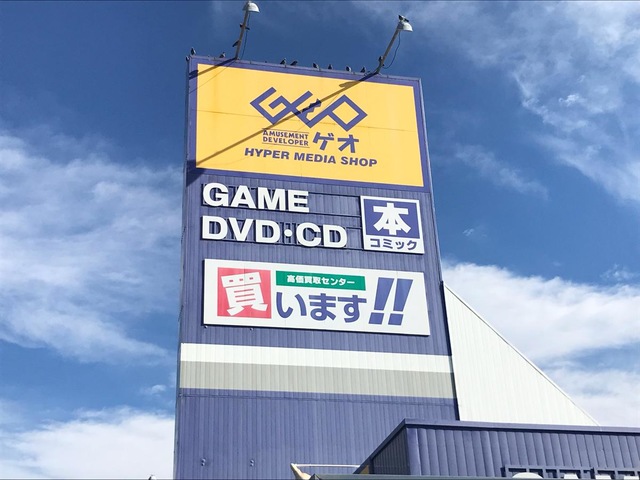 GEO
AMUSEMENT
DEVELOPER ゲオ
HYPER MEDIA SHOP
GAME
DVD・CD
本
コミック
高価買取センター
買います!!